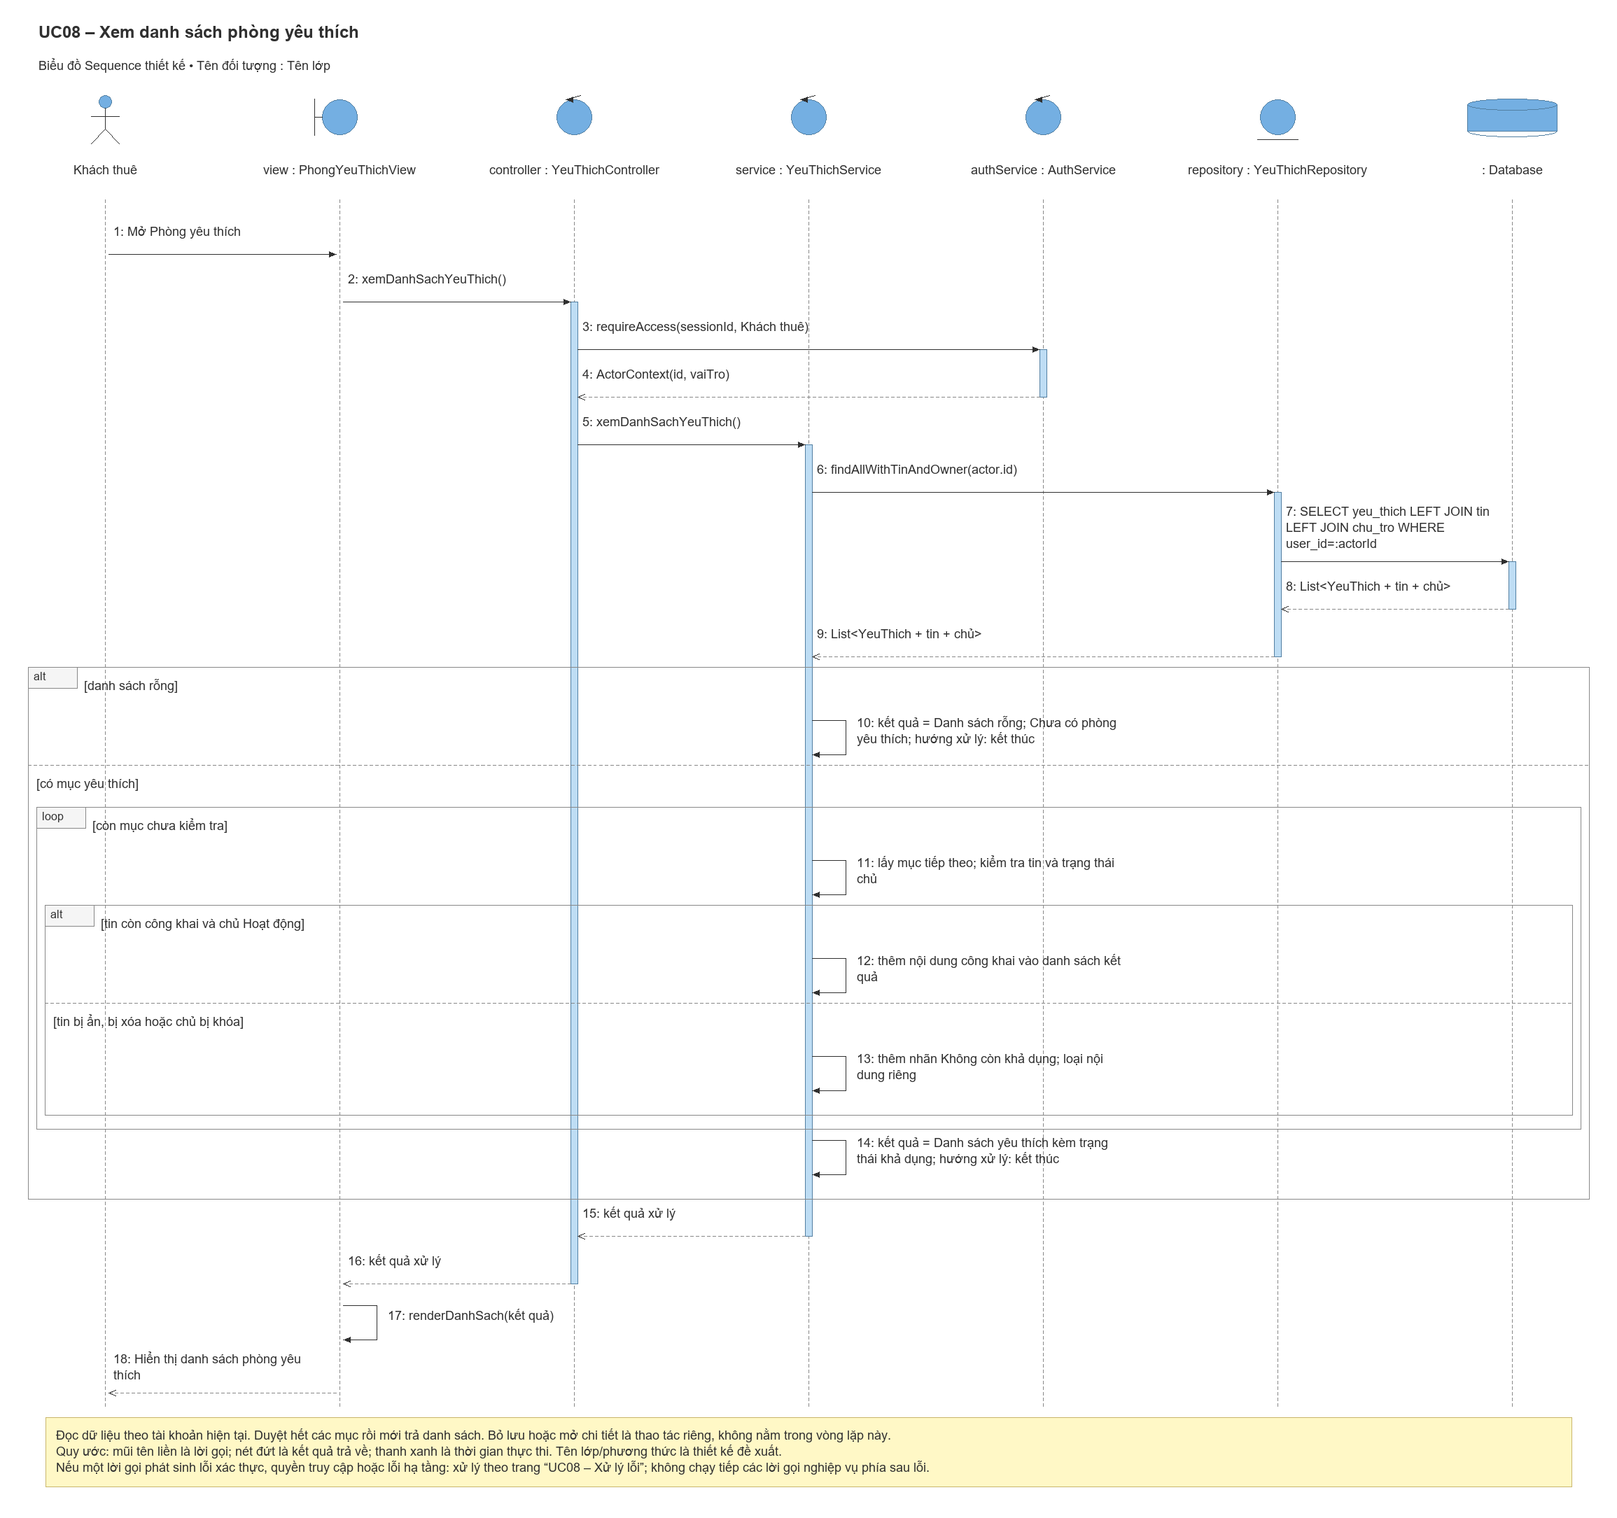 UC08 – Xem danh sách phòng yêu thích
Biểu đồ Sequence thiết kế • Tên đối tượng : Tên lớp
Khách thuê
view : PhongYeuThichView
controller : YeuThichController
service : YeuThichService
authService : AuthService
repository : YeuThichRepository
: Database
1: Mở Phòng yêu thích
2: xemDanhSachYeuThich()
3: requireAccess(sessionId, Khách thuê)
4: ActorContext(id, vaiTro)
5: xemDanhSachYeuThich()
6: findAllWithTinAndOwner(actor.id)
7: SELECT yeu_thich LEFT JOIN tin
LEFT JOIN chu_tro WHERE
user_id=:actorId
8: List<YeuThich + tin + chủ>
9: List<YeuThich + tin + chủ>
alt
[danh sách rỗng]
10: kết quả = Danh sách rỗng; Chưa có phòng
yêu thích; hướng xử lý: kết thúc
[có mục yêu thích]
loop
[còn mục chưa kiểm tra]
11: lấy mục tiếp theo; kiểm tra tin và trạng thái
chủ
alt
[tin còn công khai và chủ Hoạt động]
12: thêm nội dung công khai vào danh sách kết
quả
[tin bị ẩn, bị xóa hoặc chủ bị khóa]
13: thêm nhãn Không còn khả dụng; loại nội
dung riêng
14: kết quả = Danh sách yêu thích kèm trạng
thái khả dụng; hướng xử lý: kết thúc
15: kết quả xử lý
16: kết quả xử lý
17: renderDanhSach(kết quả)
18: Hiển thị danh sách phòng yêu
thích
Đọc dữ liệu theo tài khoản hiện tại. Duyệt hết các mục rồi mới trả danh sách. Bỏ lưu hoặc mở chi tiết là thao tác riêng, không nằm trong vòng lặp này.
Quy ước: mũi tên liền là lời gọi; nét đứt là kết quả trả về; thanh xanh là thời gian thực thi. Tên lớp/phương thức là thiết kế đề xuất.
Nếu một lời gọi phát sinh lỗi xác thực, quyền truy cập hoặc lỗi hạ tầng: xử lý theo trang “UC08 – Xử lý lỗi”; không chạy tiếp các lời gọi nghiệp vụ phía sau lỗi.